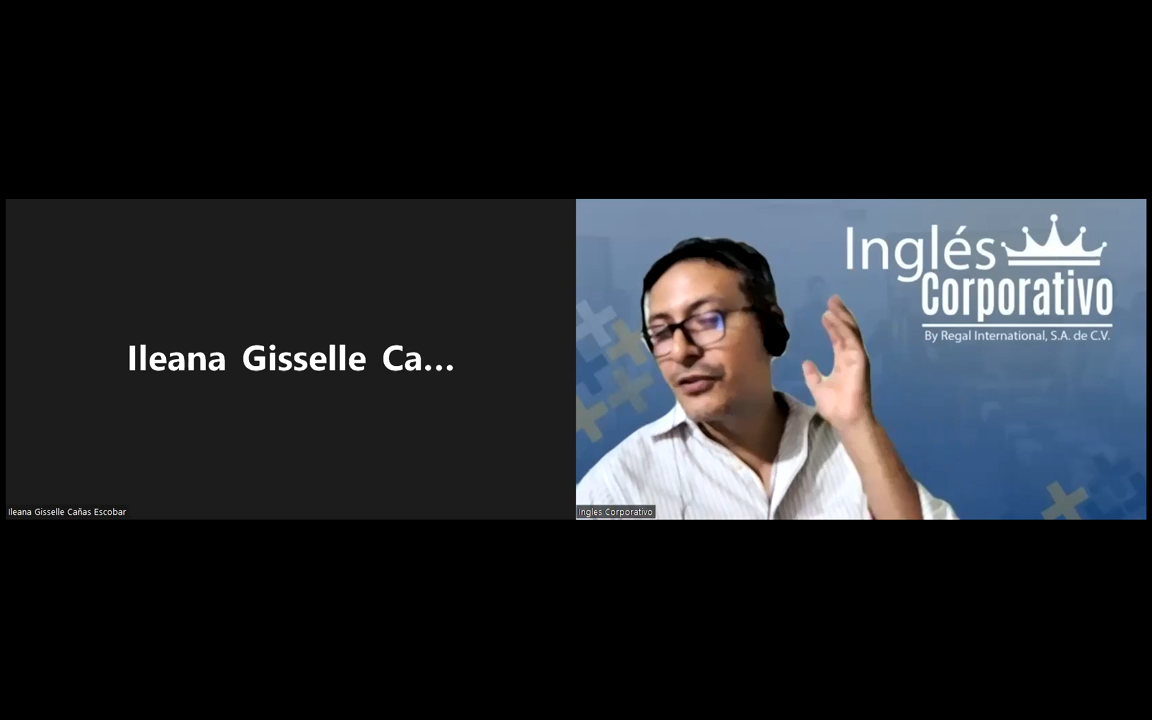 Ileana Gisselle Ca...
Ileana Gisselle Cañas Escobar
Inglés
Corporativo
By Regal International, S.A. de C.V.
Ingles Corporativo